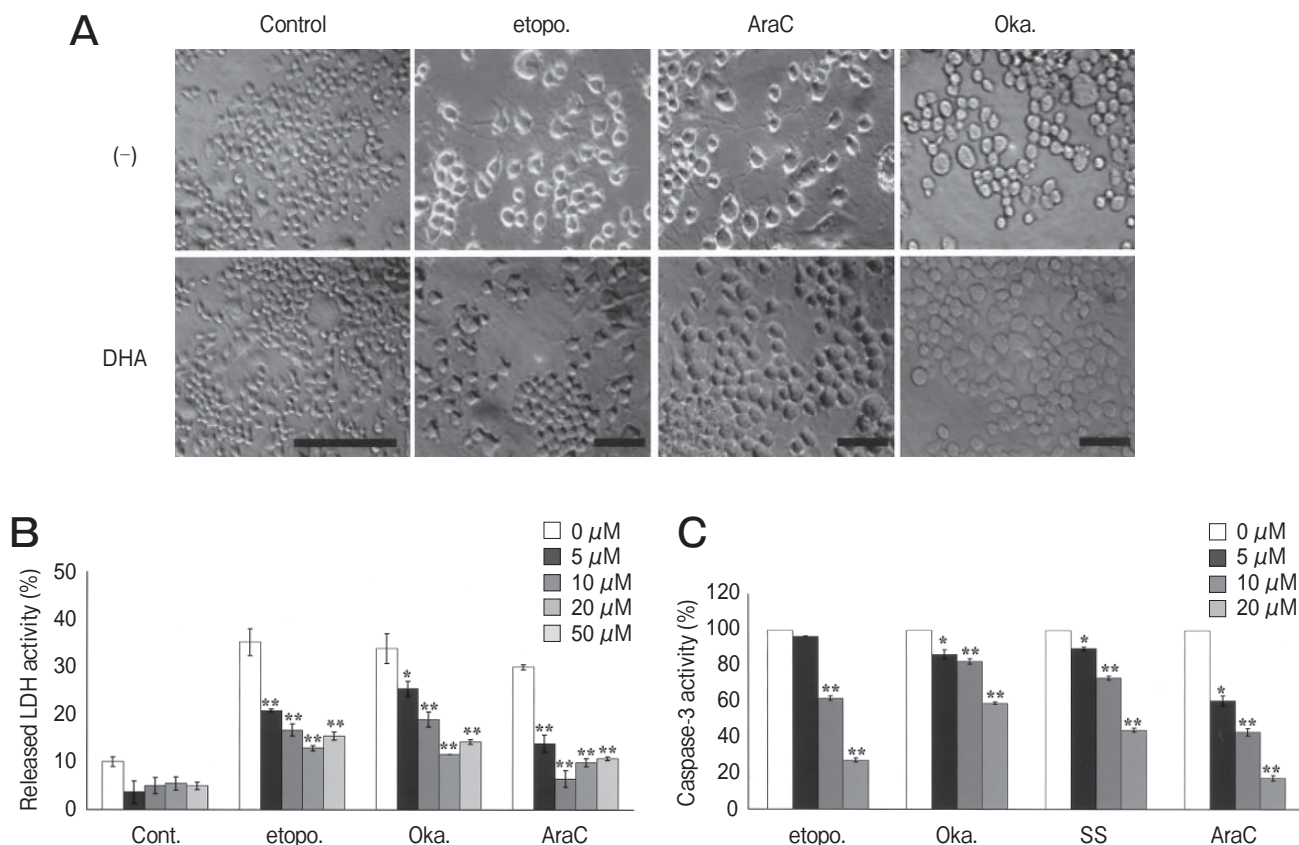 A
Control etopo. AraC Oka.
(−)
DHA
B
0 µM
5 µM
10 µM
20 µM
50 µM
Released LDH activity (%)
50
40
30
20
10
0
** ** ** **
* ** ** **
** ** ** **
Cont. etopo. Oka. AraC
C
0 µM
5 µM
10 µM
20 µM
Caspase-3 activity (%)
120
100
80
60
40
20
0
** **
* ** **
* ** **
* ** **
etopo. Oka. SS AraC